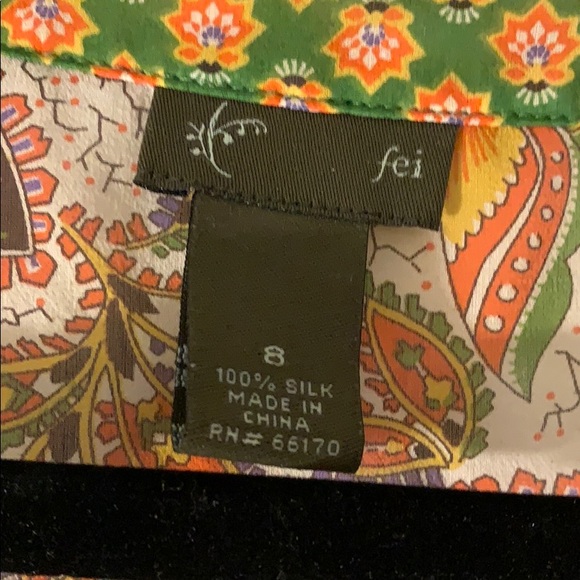 fei
8
100% SILK
MADE IN
CHINA
RN# 66170